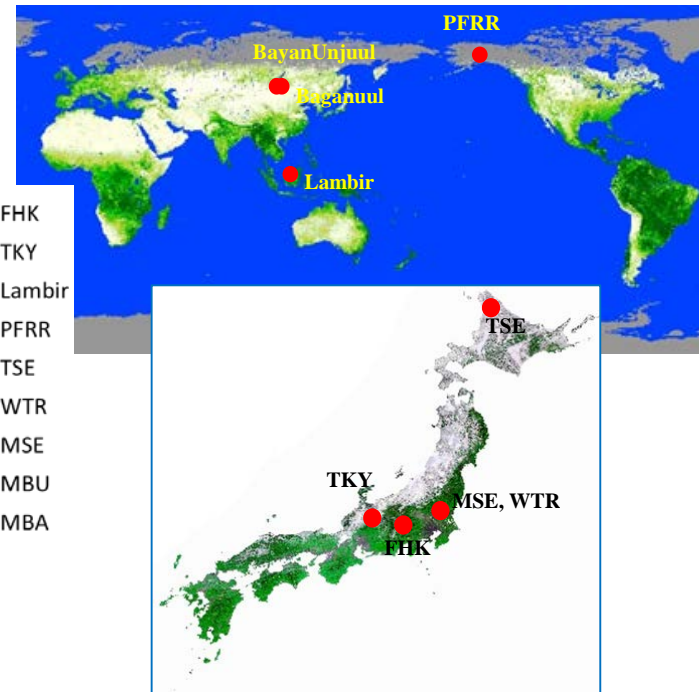 PFRR
BayanUnjuul
Baganuul
Lambir
FHK
TKY
Lambir
PFRR
TSE
WTR
MSE
MBU
MBA
TSE
TKY
MSE, WTR
FHK